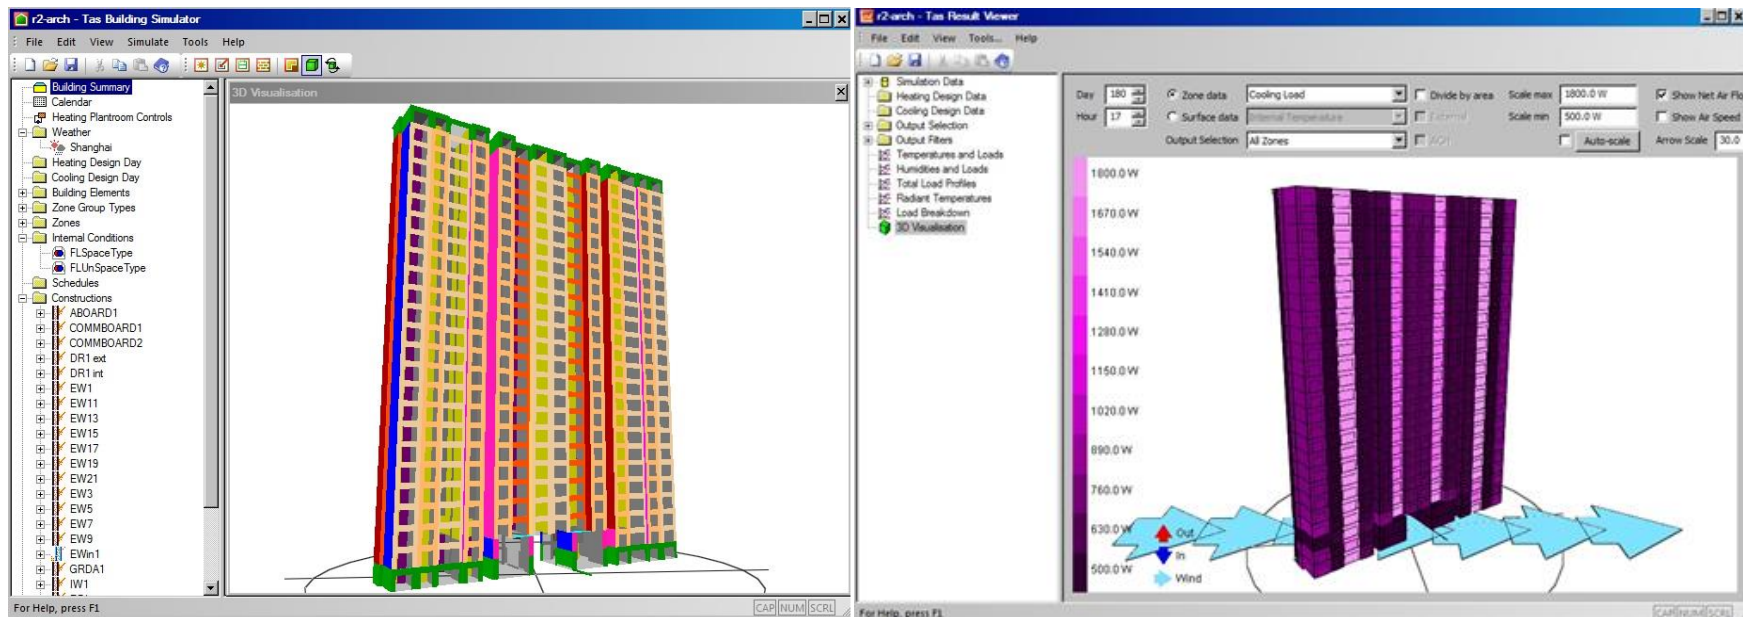 r2-arch - Tas Building Simulator
File Edit View Simulate Tools Help
3D Visualisation
Building Summary
Calendar
Heating Plantroom Controls
Weather
Shanghai
Heating Design Day
Cooling Design Day
Building Elements
Zone Group Types
Zones
Internal Conditions
FLSpaceType
FLUnSpaceType
Schedules
Constructions
ABOARD1
COMMBOARD1
COMMBOARD2
DR1 ext
DR1 int
EW1
EW11
EW13
EW15
EW17
EW19
EW21
EW3
EW5
EW7
EW9
EWin1
GRDA1
IW1
For Help, press F1
CAP NUM SCRL
r2-arch - Tas Result Viewer
File Edit View Tools... Help
Simulation Data
Heating Design Data
Cooling Design Data
Output Selection
Output Filters
Temperatures and Loads
Humidities and Loads
Total Load Profiles
Radiant Temperatures
Load Breakdown
3D Visualisation
Day 180 Zone data Cooling Load Divide by area Scale max 1800.0 W Show Net Air Flo
Hour 17 Surface data Internal Temperature External Scale min 500.0 W Show Air Speed
Output Selection All Zones ACH Auto-scale Arrow Scale 30.0
1800.0 W
1670.0 W
1540.0 W
1410.0 W
1280.0 W
1150.0 W
1020.0 W
890.0 W
760.0 W
630.0 W
500.0 W
Out
In
Wind
For Help, press F1
CAP NUM SCRL